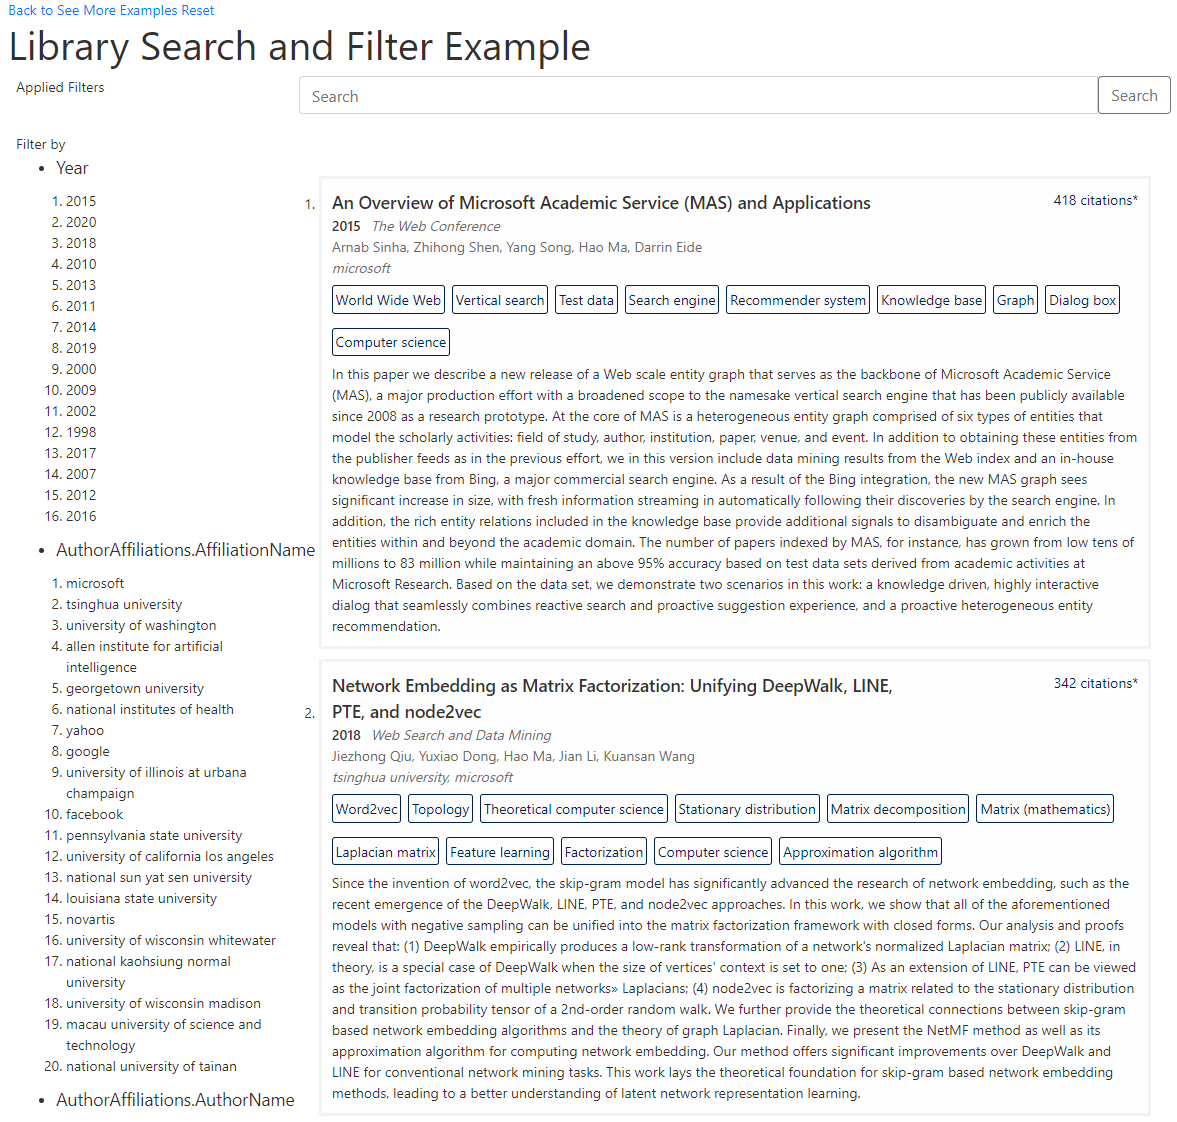 Back to See More Examples Reset
Library Search and Filter Example
Applied Filters
Search
Search
Filter by
• Year
1. 2015
2. 2020
3. 2018
4. 2010
5. 2013
6. 2011
7. 2014
8. 2019
9. 2000
10. 2009
11. 2002
12. 1998
13. 2017
14. 2007
15. 2012
16. 2016
• AuthorAffiliations.AffiliationName
1. microsoft
2. tsinghua university
3. university of washington
4. allen institute for artificial
intelligence
5. georgetown university
6. national institutes of health
7. yahoo
8. google
9. university of illinois at urbana
champaign
10. facebook
11. pennsylvania state university
12. university of california los angeles
13. national sun yat sen university
14. louisiana state university
15. novartis
16. university of wisconsin whitewater
17. national kaohsiung normal
university
18. university of wisconsin madison
19. macau university of science and
technology
20. national university of tainan
• AuthorAffiliations.AuthorName
1. An Overview of Microsoft Academic Service (MAS) and Applications
418 citations*
2015 The Web Conference
Arnab Sinha, Zhihong Shen, Yang Song, Hao Ma, Darrin Eide
microsoft
World Wide Web Vertical search Test data Search engine Recommender system Knowledge base Graph Dialog box
Computer science
In this paper we describe a new release of a Web scale entity graph that serves as the backbone of Microsoft Academic Service
(MAS), a major production effort with a broadened scope to the namesake vertical search engine that has been publicly available
since 2008 as a research prototype. At the core of MAS is a heterogeneous entity graph comprised of six types of entities that
model the scholarly activities: field of study, author, institution, paper, venue, and event. In addition to obtaining these entities from
the publisher feeds as in the previous effort, we in this version include data mining results from the Web index and an in-house
knowledge base from Bing, a major commercial search engine. As a result of the Bing integration, the new MAS graph sees
significant increase in size, with fresh information streaming in automatically following their discoveries by the search engine. In
addition, the rich entity relations included in the knowledge base provide additional signals to disambiguate and enrich the
entities within and beyond the academic domain. The number of papers indexed by MAS, for instance, has grown from low tens of
millions to 83 million while maintaining an above 95% accuracy based on test data sets derived from academic activities at
Microsoft Research. Based on the data set, we demonstrate two scenarios in this work: a knowledge driven, highly interactive
dialog that seamlessly combines reactive search and proactive suggestion experience, and a proactive heterogeneous entity
recommendation.
Network Embedding as Matrix Factorization: Unifying DeepWalk, LINE,
342 citations*
2. PTE, and node2vec
2018 Web Search and Data Mining
Jiezhong Qiu, Yuxiao Dong, Hao Ma, Jian Li, Kuansan Wang
tsinghua university, microsoft
Word2vec Topology Theoretical computer science Stationary distribution Matrix decomposition Matrix (mathematics)
Laplacian matrix Feature learning Factorization Computer science Approximation algorithm
Since the invention of word2vec, the skip-gram model has significantly advanced the research of network embedding, such as the
recent emergence of the DeepWalk, LINE, PTE, and node2vec approaches. In this work, we show that all of the aforementioned
models with negative sampling can be unified into the matrix factorization framework with closed forms. Our analysis and proofs
reveal that: (1) DeepWalk empirically produces a low-rank transformation of a network's normalized Laplacian matrix; (2) LINE, in
theory, is a special case of DeepWalk when the size of vertices' context is set to one; (3) As an extension of LINE, PTE can be viewed
as the joint factorization of multiple networks» Laplacians; (4) node2vec is factorizing a matrix related to the stationary distribution
and transition probability tensor of a 2nd-order random walk. We further provide the theoretical connections between skip-gram
based network embedding algorithms and the theory of graph Laplacian. Finally, we present the NetMF method as well as its
approximation algorithm for computing network embedding. Our method offers significant improvements over DeepWalk and
LINE for conventional network mining tasks. This work lays the theoretical foundation for skip-gram based network embedding
methods, leading to a better understanding of latent network representation learning.